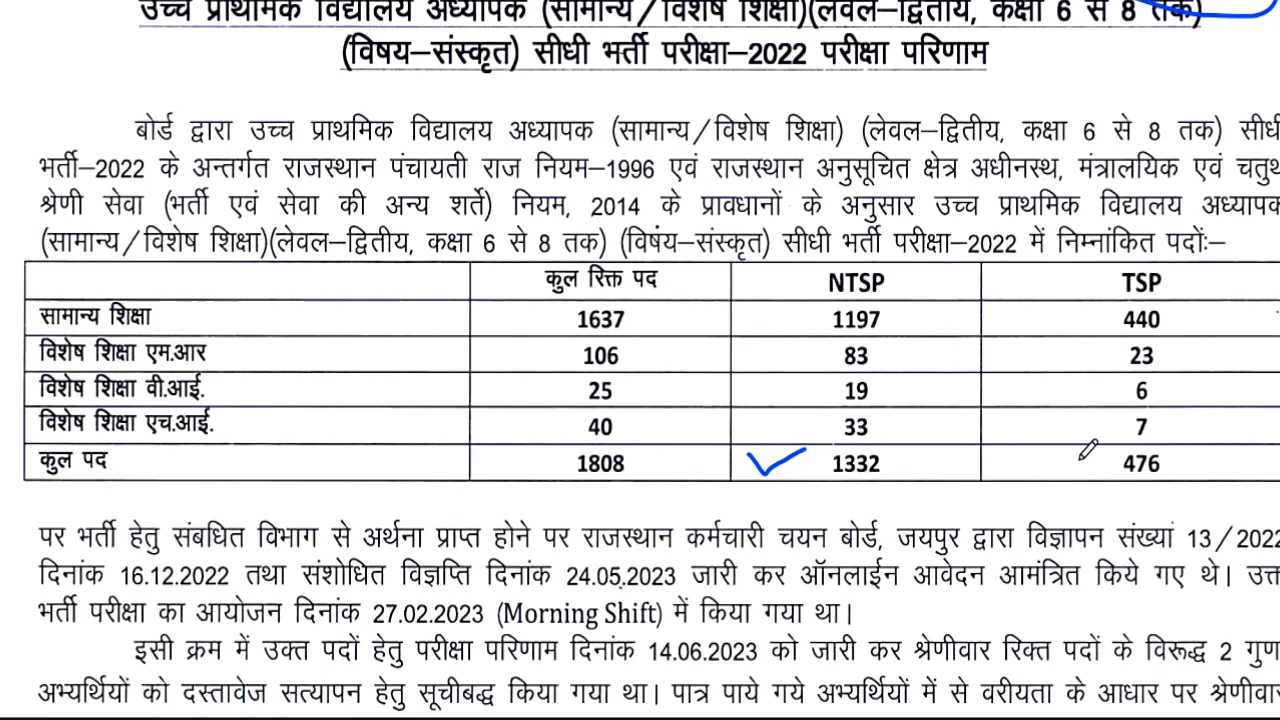 उच्च प्राथमिक विद्यालय अध्यापक (सामान्य/विशेष शिक्षा)(लेवल–द्वितीय, कक्षा 6 से 8 तक)
(विषय–संस्कृत) सीधी भर्ती परीक्षा–2022 परीक्षा परिणाम
बोर्ड द्वारा उच्च प्राथमिक विद्यालय अध्यापक (सामान्य/विशेष शिक्षा) (लेवल–द्वितीय, कक्षा 6 से 8 तक) सीधी
भर्ती–2022 के अन्तर्गत राजस्थान पंचायती राज नियम–1996 एवं राजस्थान अनुसूचित क्षेत्र अधीनस्थ, मंत्रालयिक एवं चतुथ
श्रेणी सेवा (भर्ती एवं सेवा की अन्य शर्ते) नियम, 2014 के प्रावधानों के अनुसार उच्च प्राथमिक विद्यालय अध्यापक
(सामान्य/विशेष शिक्षा)(लेवल–द्वितीय, कक्षा 6 से 8 तक) (विषय–संस्कृत) सीधी भर्ती परीक्षा–2022 में निम्नांकित पदों:–
कुल रिक्त पद NTSP TSP
सामान्य शिक्षा 1637 1197 440
विशेष शिक्षा एम.आर 106 83 23
विशेष शिक्षा वी.आई. 25 19 6
विशेष शिक्षा एच.आई. 40 33 7
कुल पद 1808 1332 476
पर भर्ती हेतु संबधित विभाग से अर्थना प्राप्त होने पर राजस्थान कर्मचारी चयन बोर्ड, जयपुर द्वारा विज्ञापन संख्यां 13/2022
दिनांक 16.12.2022 तथा संशोधित विज्ञप्ति दिनांक 24.05.2023 जारी कर ऑनलाईन आवेदन आमंत्रित किये गए थे। उक्त
भर्ती परीक्षा का आयोजन दिनांक 27.02.2023 (Morning Shift) में किया गया था।
इसी क्रम में उक्त पदों हेतु परीक्षा परिणाम दिनांक 14.06.2023 को जारी कर श्रेणीवार रिक्त पदों के विरूद्ध 2 गुण
अभ्यर्थियों को दस्तावेज सत्यापन हेतु सूचीबद्ध किया गया था। पात्र पाये गये अभ्यर्थियों में से वरीयता के आधार पर श्रेणीवार